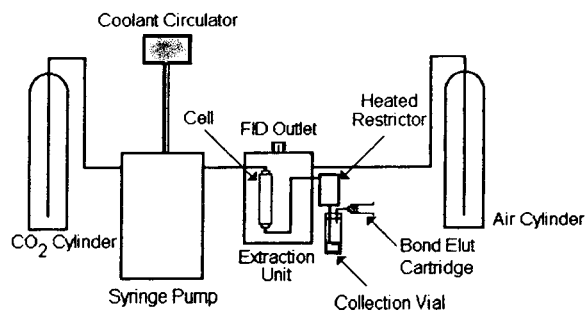 Coolant Circulator
Cell
FID Outlet
Heated
Restrictor
CO2 Cylinder
Syringe Pump
Extraction
Unit
Bond Elut
Cartridge
Collection Vial
Air Cylinder